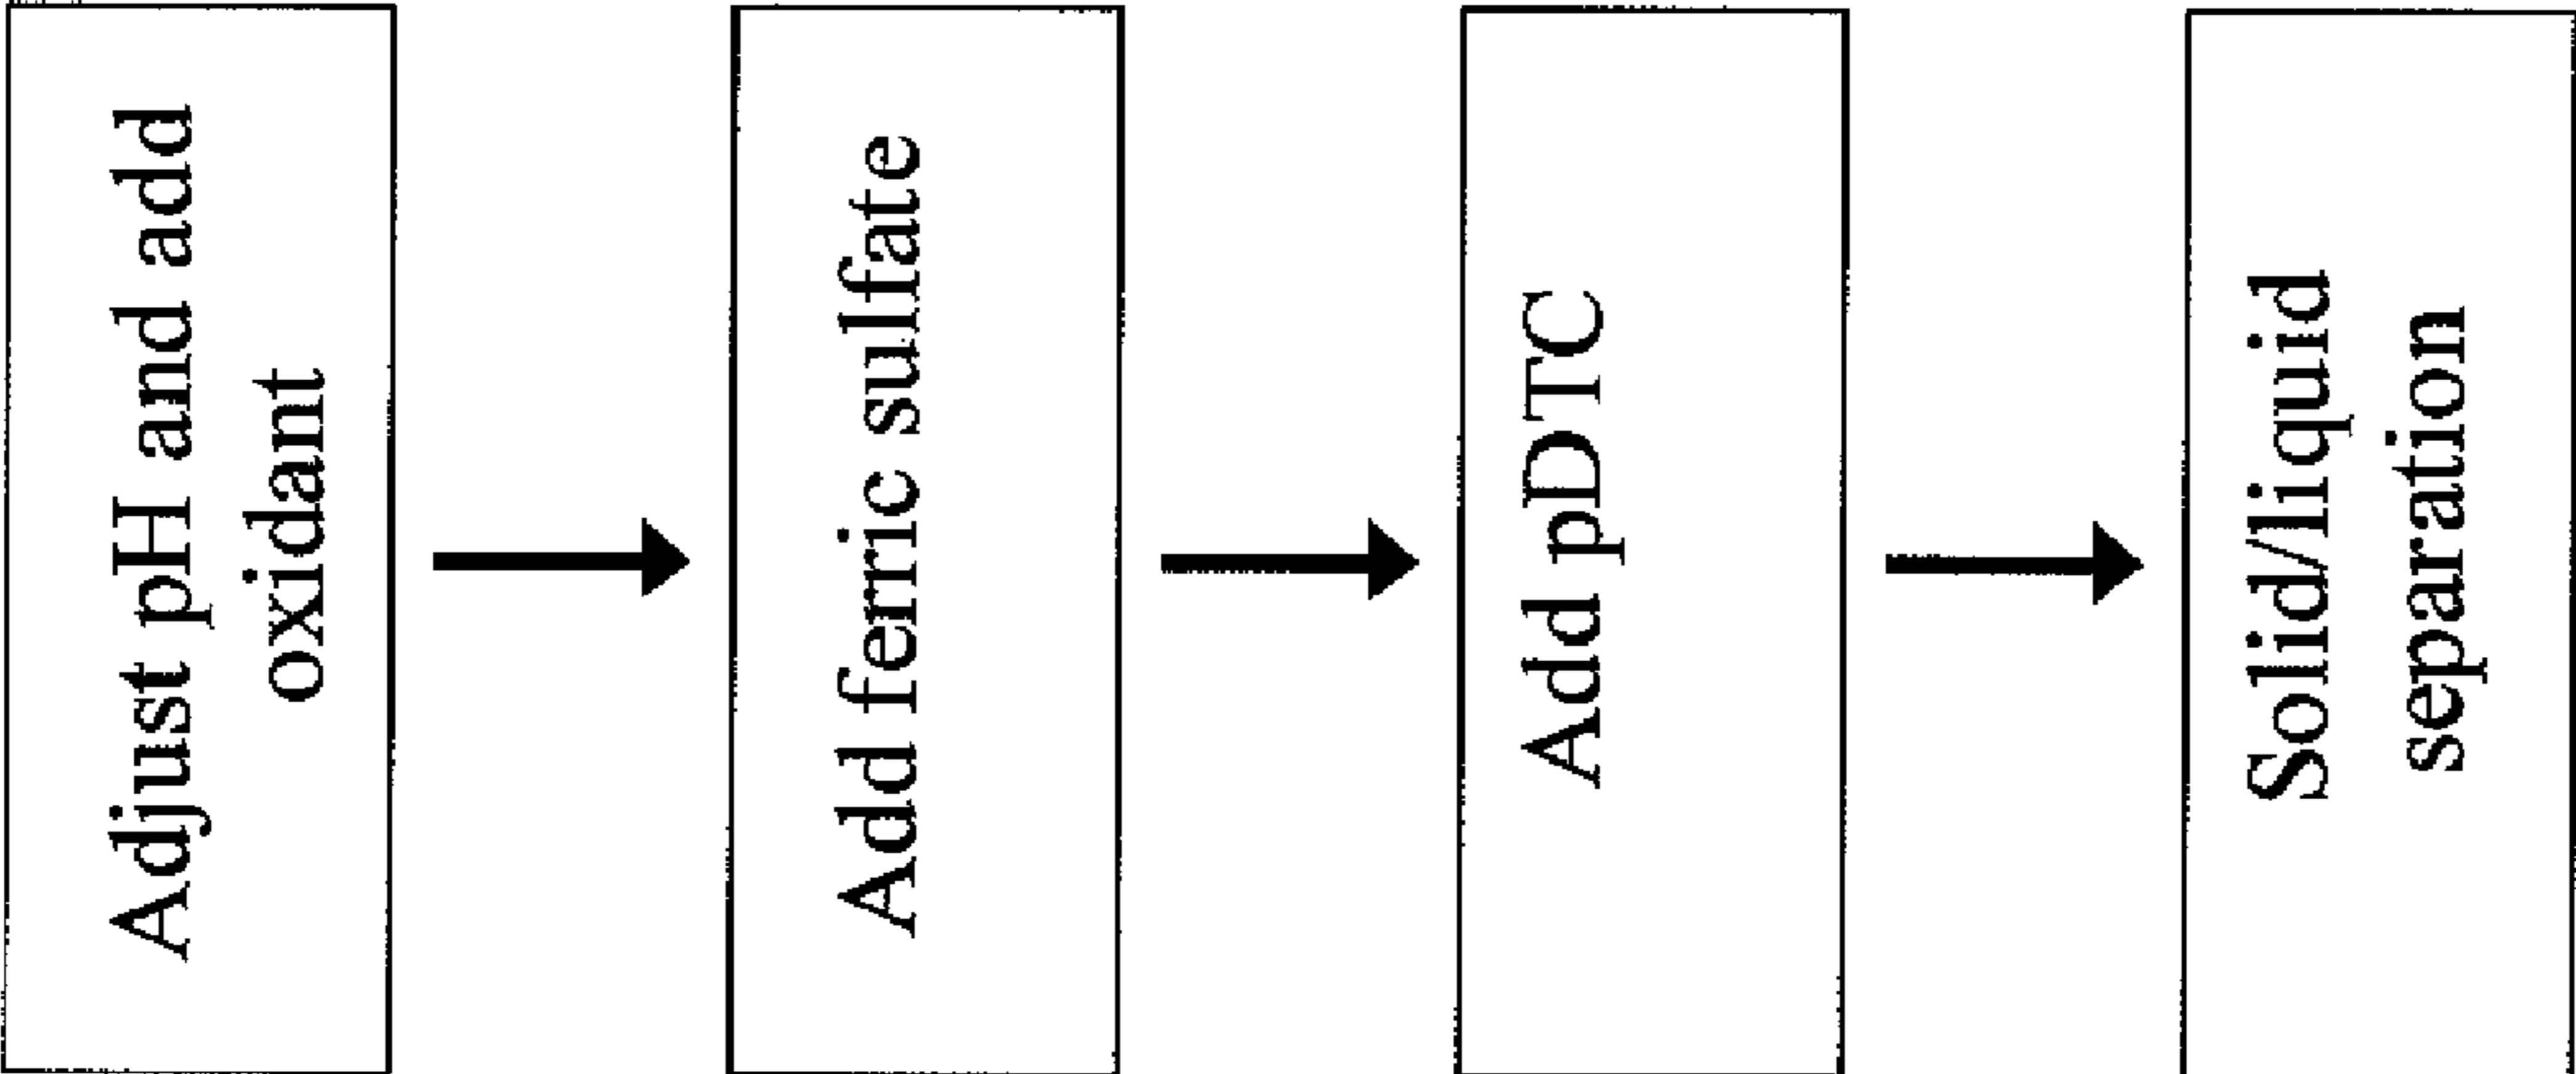 Adjust pH and add
oxidant
Add ferric sulfate
Add pDTC
Solid/liquid
separation